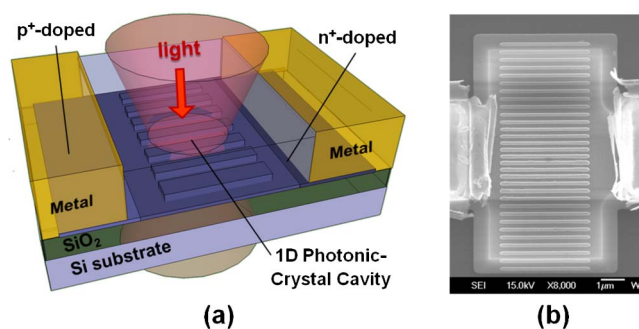 p+-doped
light
n+-doped
Metal
Metal
SiO2
Si substrate
1D Photonic-
Crystal Cavity
(a)
(b)
SEI 15.0kV X8,000 1µm W